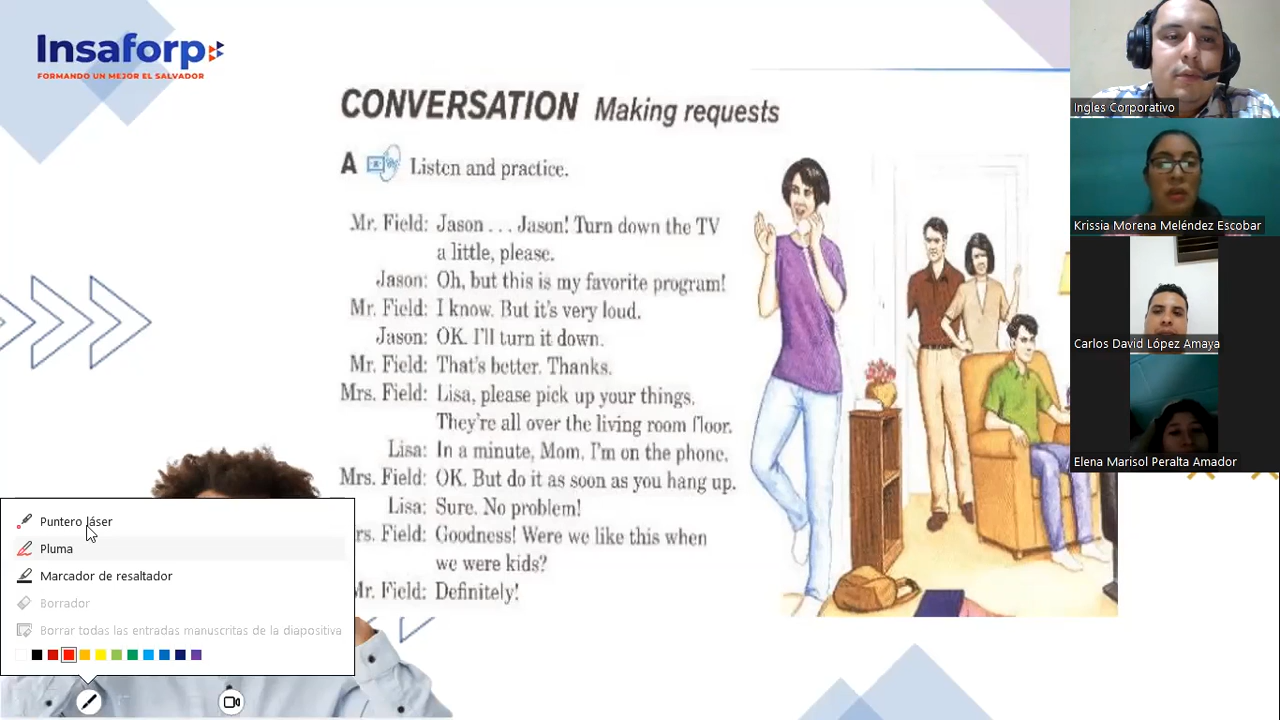 Insaforp
FORMANDO UN MEJOR EL SALVADOR
CONVERSATION Making requests
A Listen and practice.
Mr. Field: Jason . . . Jason! Turn down the TV
a little, please.
Jason: Oh, but this is my favorite program!
Mr. Field: I know. But it's very loud.
Jason: OK. I'll turn it down.
Mr. Field: That's better. Thanks.
Mrs. Field: Lisa, please pick up your things.
They're all over the living room floor.
Lisa: In a minute, Mom. I'm on the phone.
Mrs. Field: OK. But do it as soon as you hang up.
Lisa: Sure. No problem!
rs. Field: Goodness! Were we like this when
we were kids?
Mr. Field: Definitely!
Puntero láser
Pluma
Marcador de resaltador
Borrador
Borrar todas las entradas manuscritas de la diapositiva
Ingles Corporativo
Krissia Morena Meléndez Escobar
Carlos David López Amaya
Elena Marisol Peralta Amador